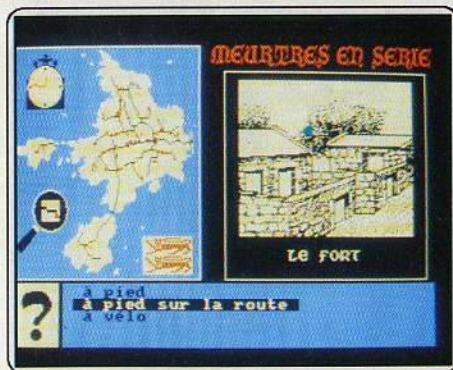 MEURTRES EN SERIE
LE FORT
à pied
à pied sur la route
à vélo
?